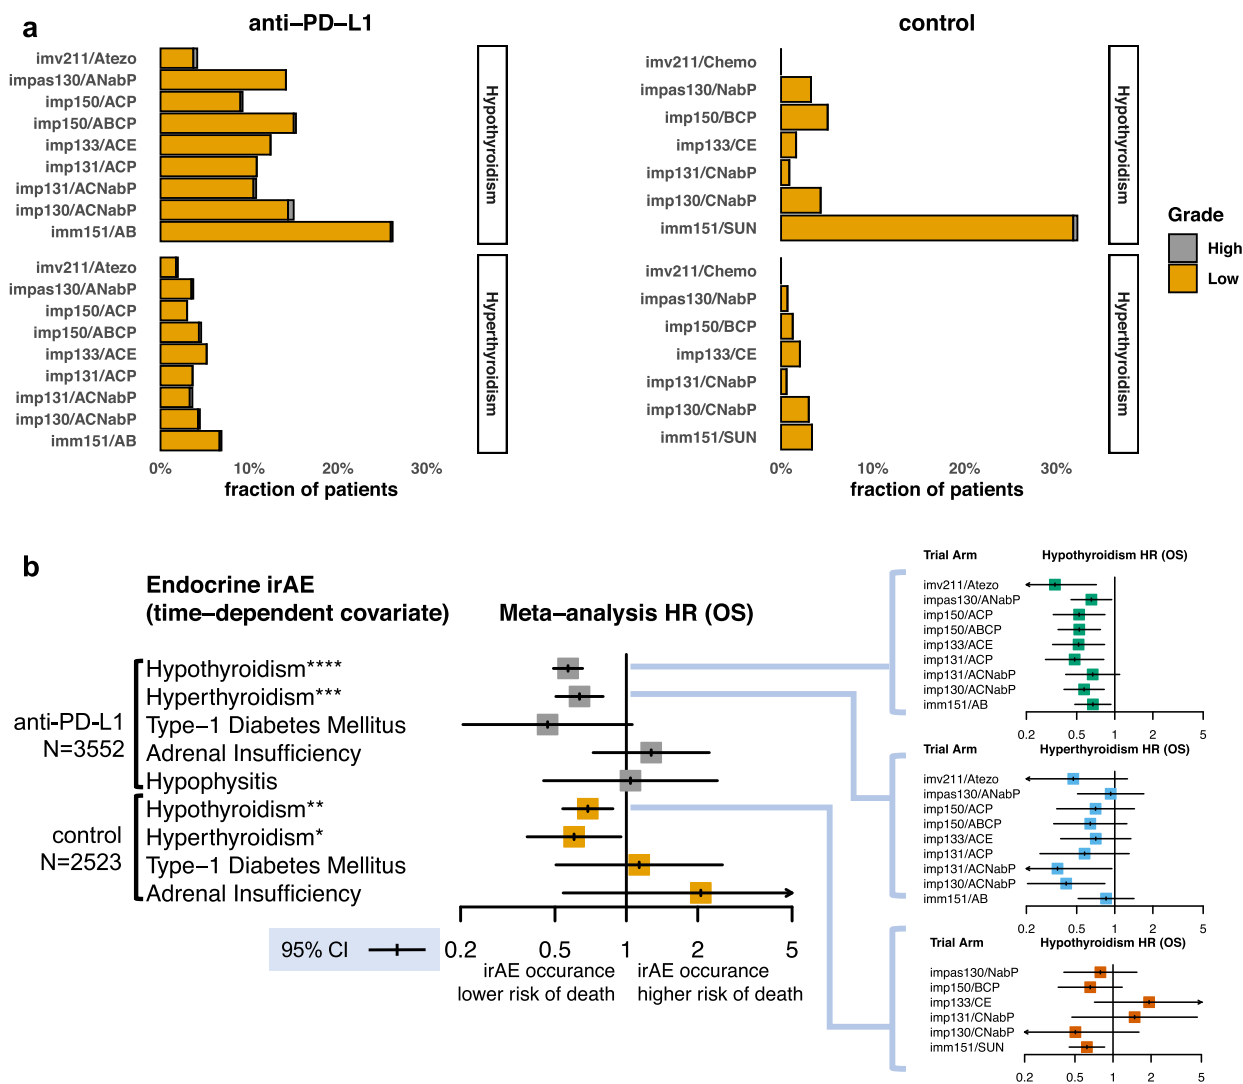 a
anti–PD–L1
control
imv211/Atezo
impas130/ANabP
imp150/ACP
imp150/ABCP
imp133/ACE
imp131/ACP
imp131/ACNabP
imp130/ACNabP
imm151/AB
Hypothyroidism
imv211/Atezo
impas130/ANabP
imp150/ACP
imp150/ABCP
imp133/ACE
imp131/ACP
imp131/ACNabP
imp130/ACNabP
imm151/AB
Hyperthyroidism
0% 10% 20% 30%
fraction of patients
imv211/Chemo
impas130/NabP
imp150/BCP
imp133/CE
imp131/CNabP
imp130/CNabP
imm151/SUN
Hypothyroidism
imv211/Chemo
impas130/NabP
imp150/BCP
imp133/CE
imp131/CNabP
imp130/CNabP
imm151/SUN
Hyperthyroidism
0% 10% 20% 30%
fraction of patients
Grade
High
Low
b
Endocrine irAE
(time–dependent covariate)
Meta–analysis HR (OS)
anti-PD-L1
N=3552
Hypothyroidism****
Hyperthyroidism***
Type–1 Diabetes Mellitus
Adrenal Insufficiency
Hypophysitis
control
N=2523
Hypothyroidism**
Hyperthyroidism*
Type–1 Diabetes Mellitus
Adrenal Insufficiency
95% CI
0.2 0.5 1 2 5
irAE occurance
lower risk of death
irAE occurance
higher risk of death
Trial Arm
Hypothyroidism HR (OS)
imv211/Atezo
impas130/ANabP
imp150/ACP
imp150/ABCP
imp133/ACE
imp131/ACP
imp131/ACNabP
imp130/ACNabP
imm151/AB
0.2 0.5 1 2 5
Trial Arm
Hyperthyroidism HR (OS)
imv211/Atezo
impas130/ANabP
imp150/ACP
imp150/ABCP
imp133/ACE
imp131/ACP
imp131/ACNabP
imp130/ACNabP
imm151/AB
0.2 0.5 1 2 5
Trial Arm
Hypothyroidism HR (OS)
impas130/NabP
imp150/BCP
imp133/CE
imp131/CNabP
imp130/CNabP
imm151/SUN
0.2 0.5 1 2 5